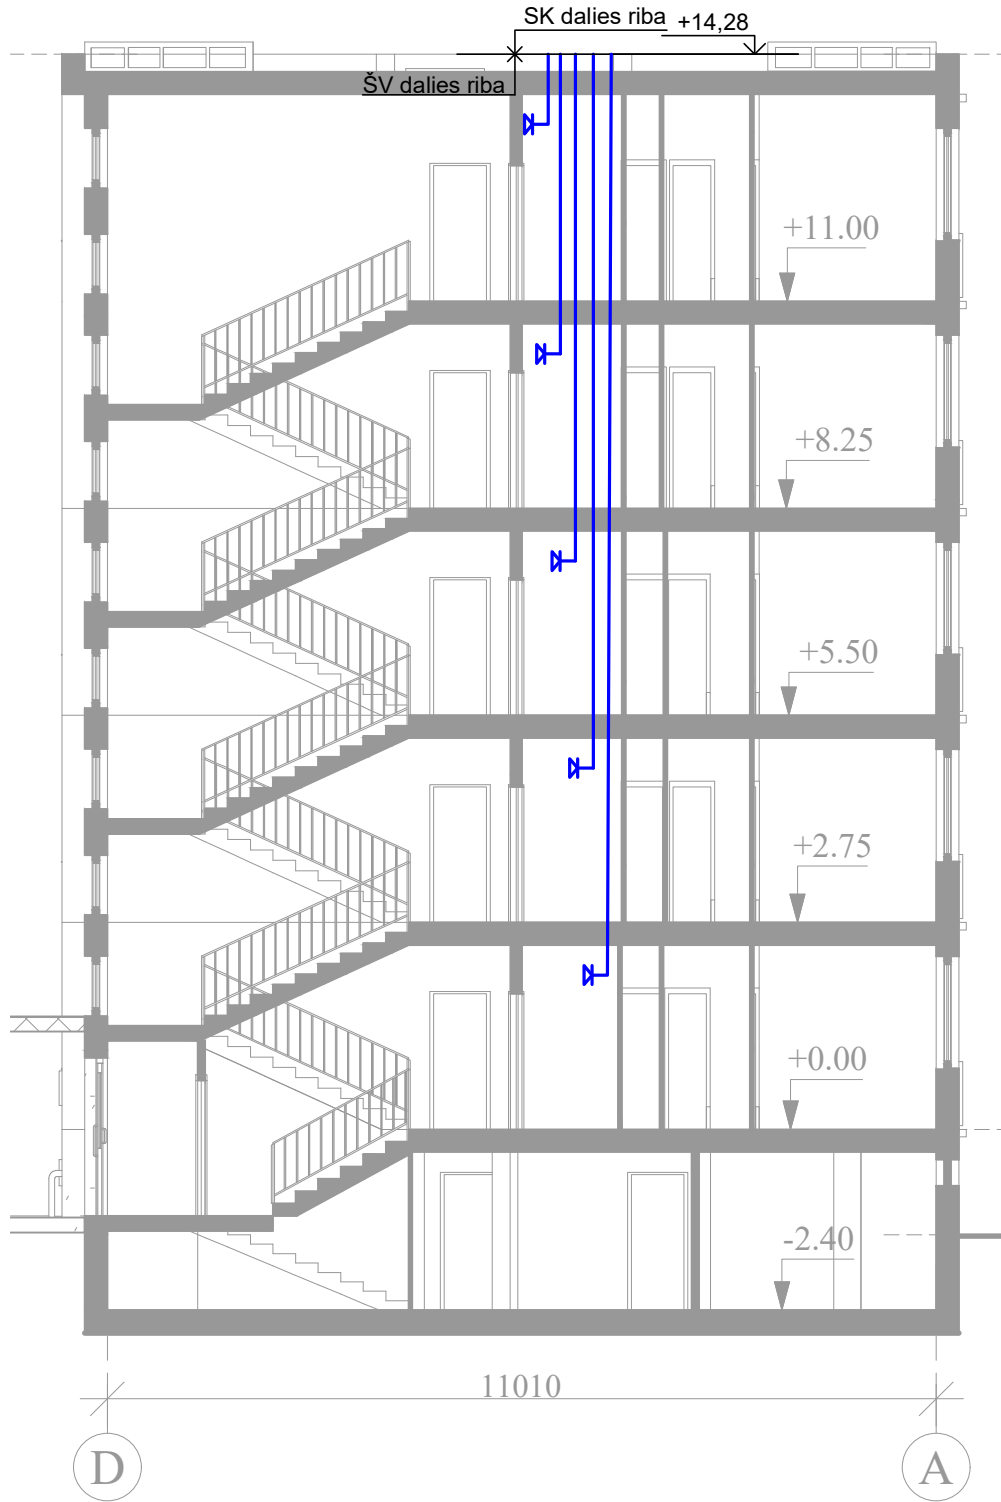 SK dalies riba
+14,28
ŠV dalies riba
+11.00
+8.25
+5.50
+2.75
+0.00
-2.40
11010
D
A